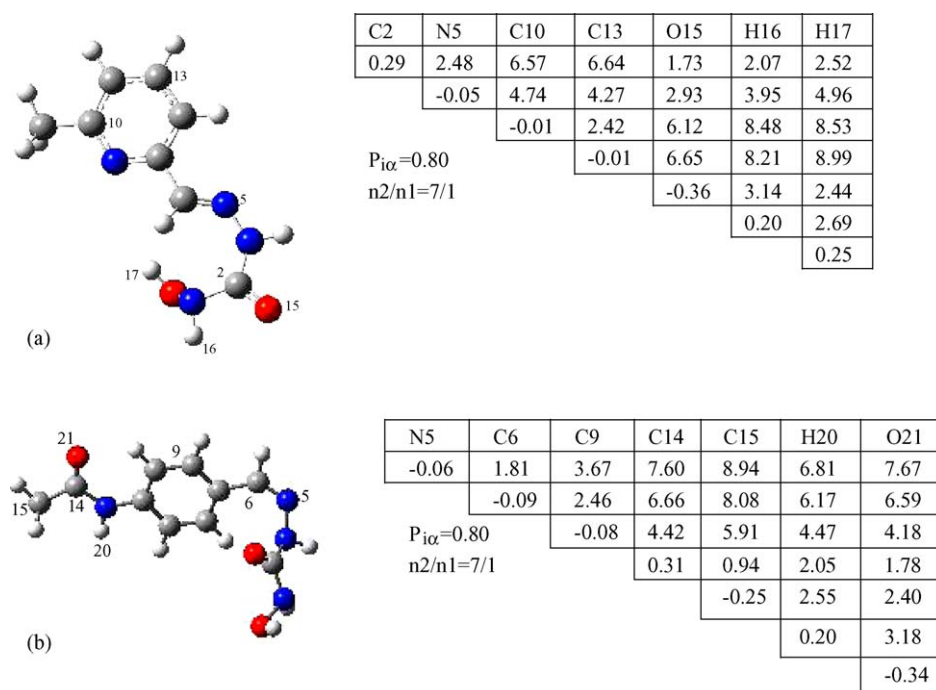 C2 N5 C10 C13 O15 H16 H17
0.29 2.48 6.57 6.64 1.73 2.07 2.52
-0.05 4.74 4.27 2.93 3.95 4.96
-0.01 2.42 6.12 8.48 8.53
Piα=0.80
-0.01 6.65 8.21 8.99
n2/n1=7/1
-0.36 3.14 2.44
0.20 2.69
0.25
13
10
5
17
2
15
16
(a)
N5 C6 C9 C14 C15 H20 O21
-0.06 1.81 3.67 7.60 8.94 6.81 7.67
-0.09 2.46 6.66 8.08 6.17 6.59
Piα=0.80
-0.08 4.42 5.91 4.47 4.18
n2/n1=7/1
0.31 0.94 2.05 1.78
-0.25 2.55 2.40
0.20 3.18
-0.34
21
9
14
15
6
5
20
(b)